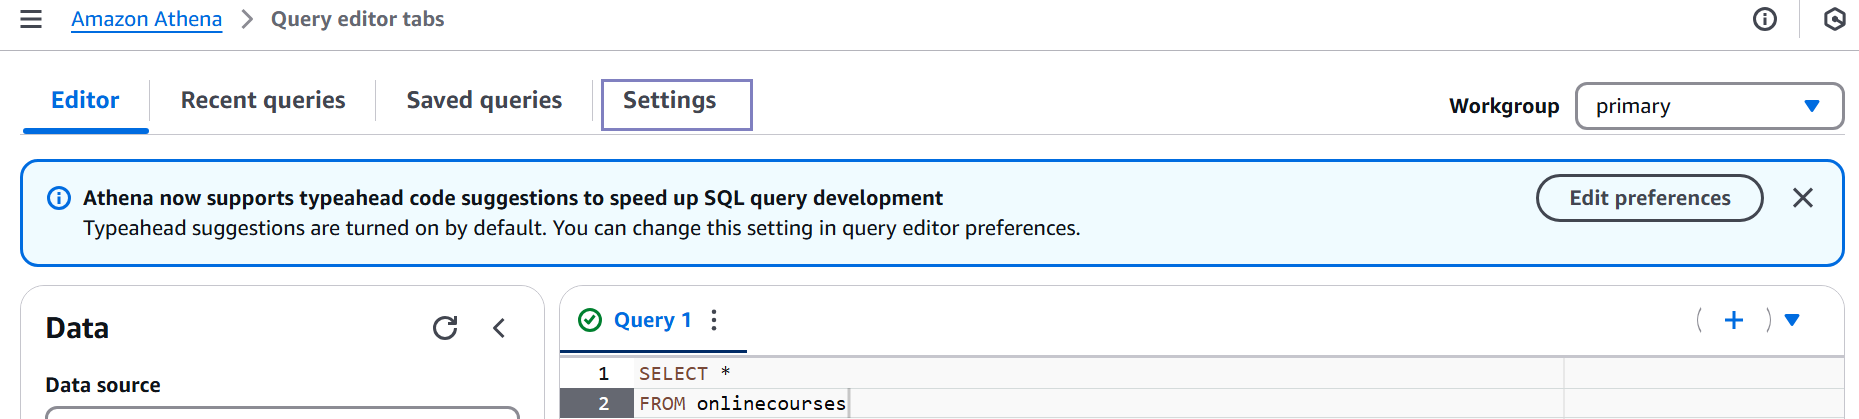 Amazon Athena > Query editor tabs
Editor Recent queries Saved queries Settings Workgroup primary
Athena now supports typeahead code suggestions to speed up SQL query development
Typeahead suggestions are turned on by default. You can change this setting in query editor preferences.
Edit preferences
Data
Data source
Query 1
1 SELECT *
2 FROM onlinecourses